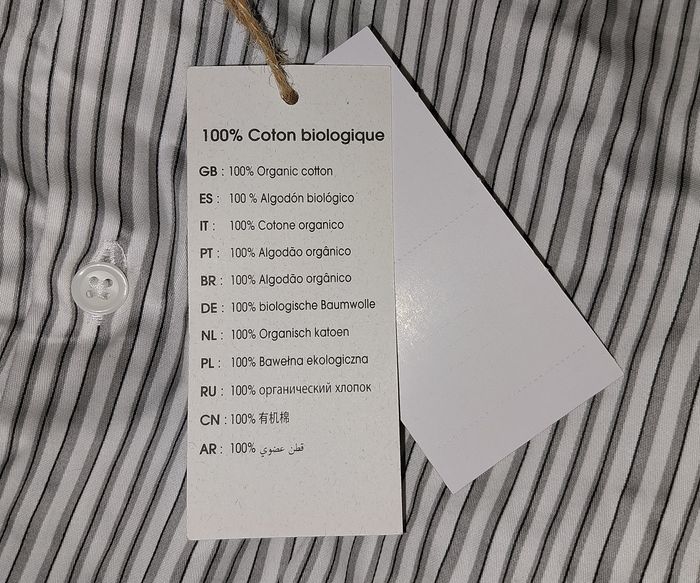 100% Coton biologique
GB : 100% Organic cotton
ES : 100 % Algodón biológico
IT : 100% Cotone organico
PT : 100% Algodão orgânico
BR : 100% Algodão orgânico
DE : 100% biologische Baumwolle
NL : 100% Organisch katoen
PL : 100% Bawełna ekologiczna
RU : 100% органический хлопок
CN : 100% 有机棉
AR : 100% قطن عضوي